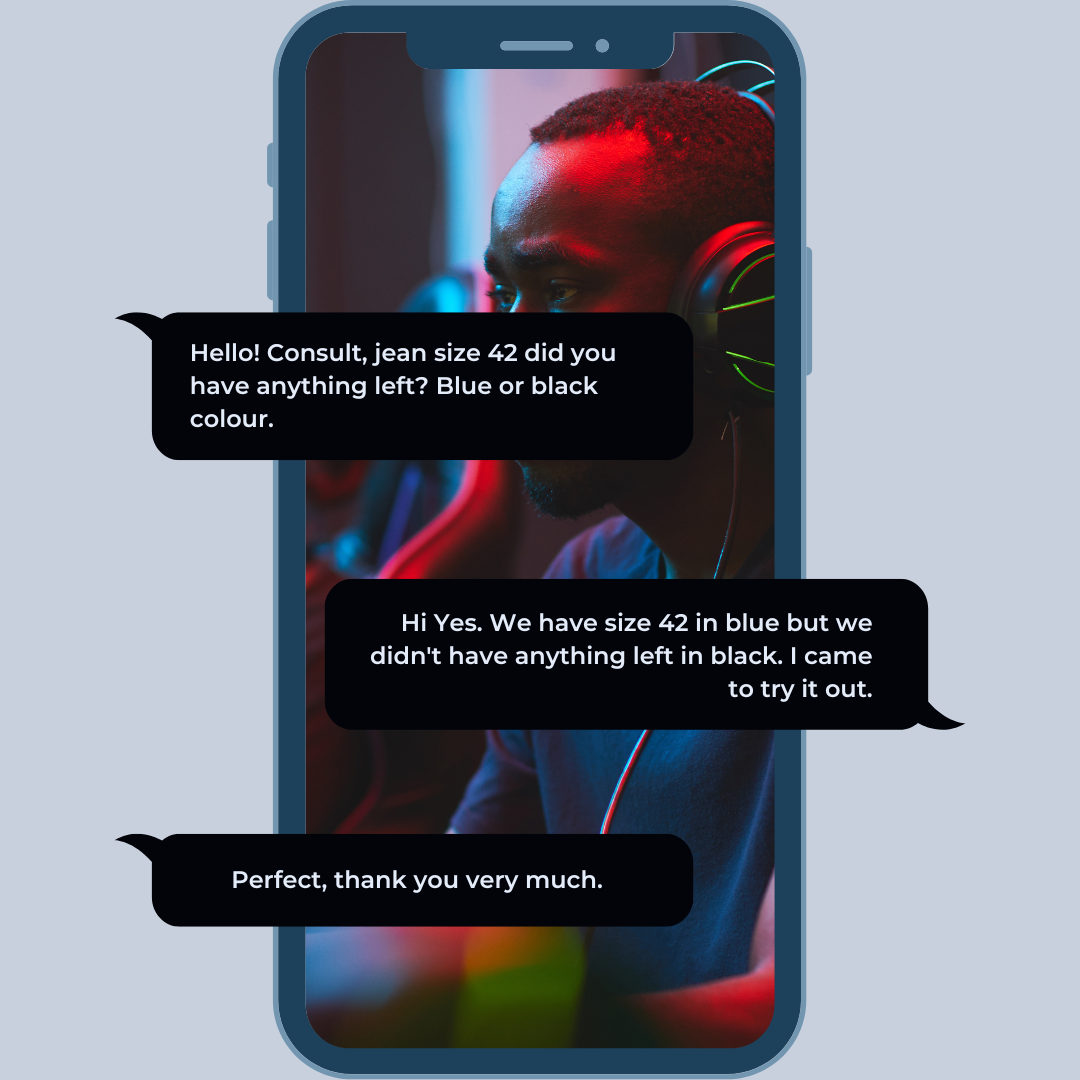 Hello! Consult, jean size 42 did you
have anything left? Blue or black
colour.
Hi Yes. We have size 42 in blue but we
didn't have anything left in black. I came
to try it out.
Perfect, thank you very much.